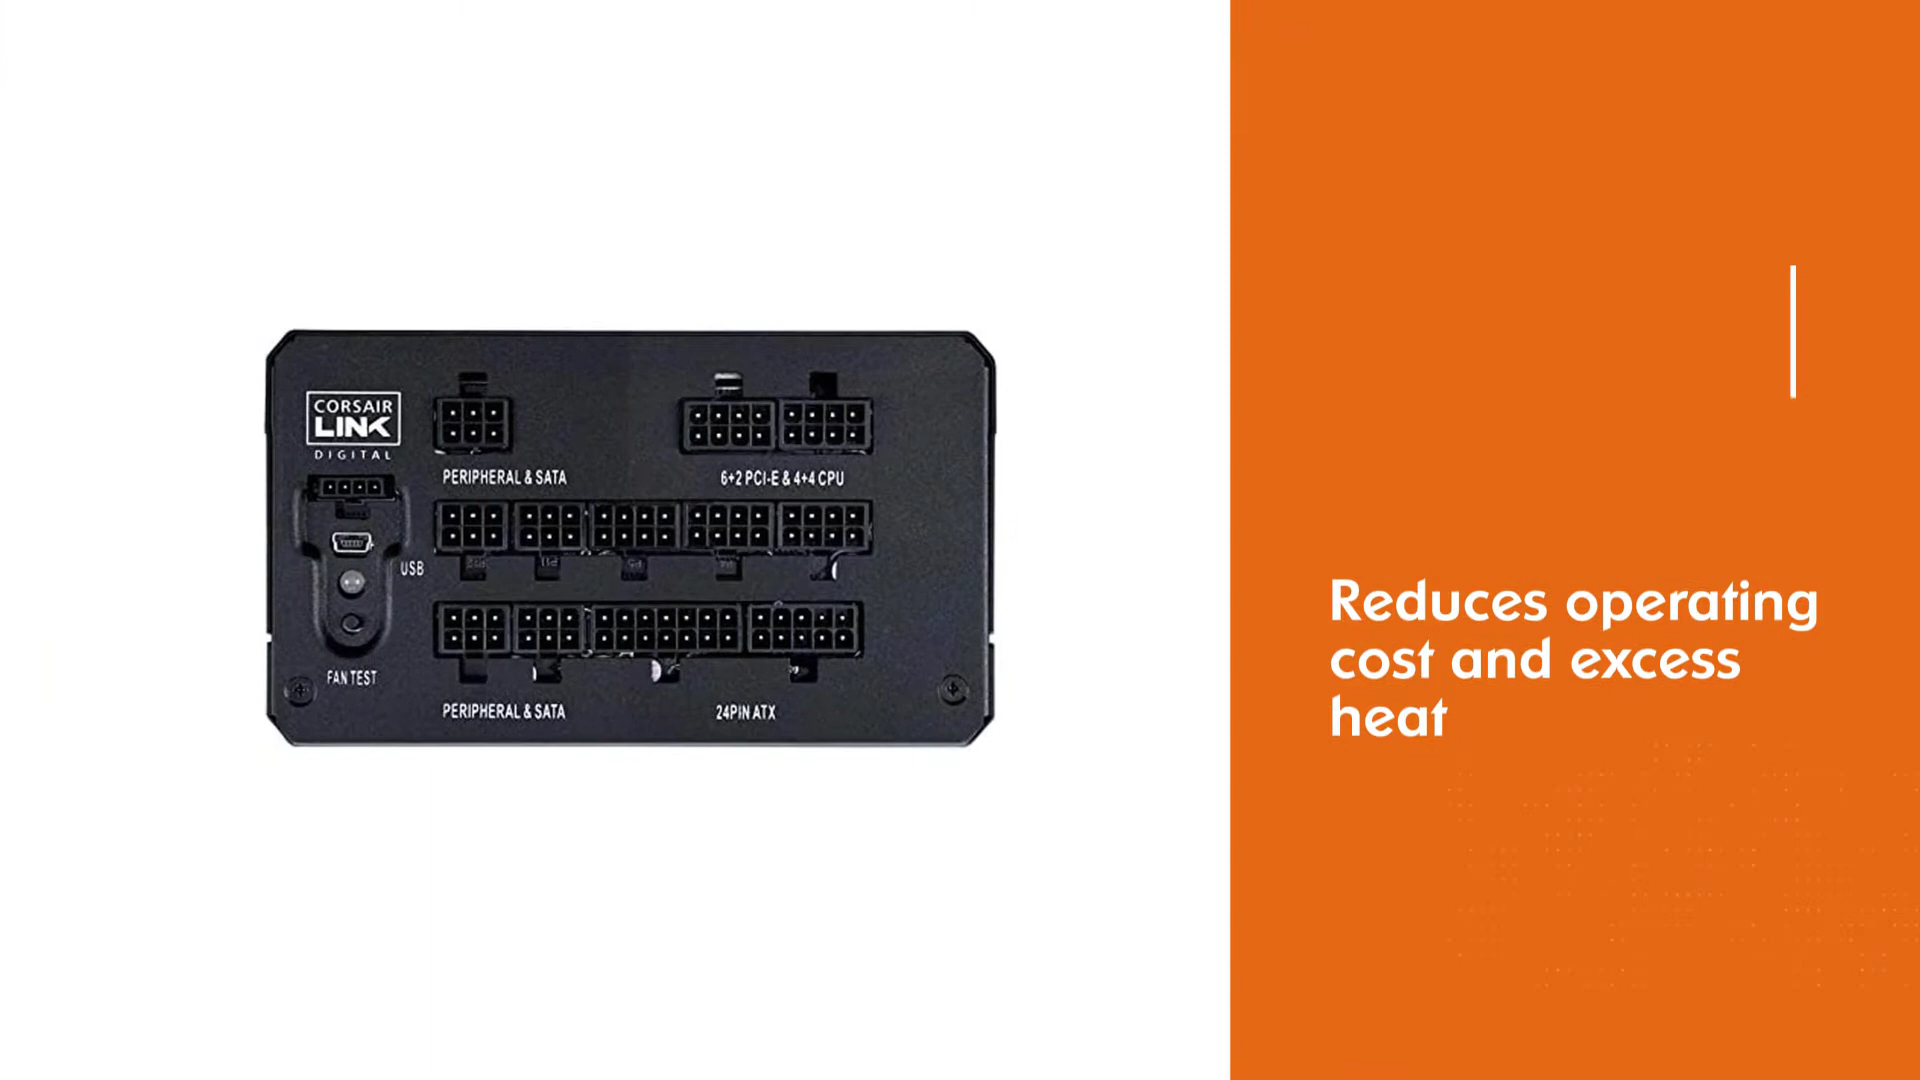 CORSAIR
LINK
DIGITAL
PERIPHERAL & SATA
6+2 PCI-E & 4+4 CPU
USB
FAN TEST
PERIPHERAL & SATA
24PIN ATX
Reduces operating
cost and excess
heat